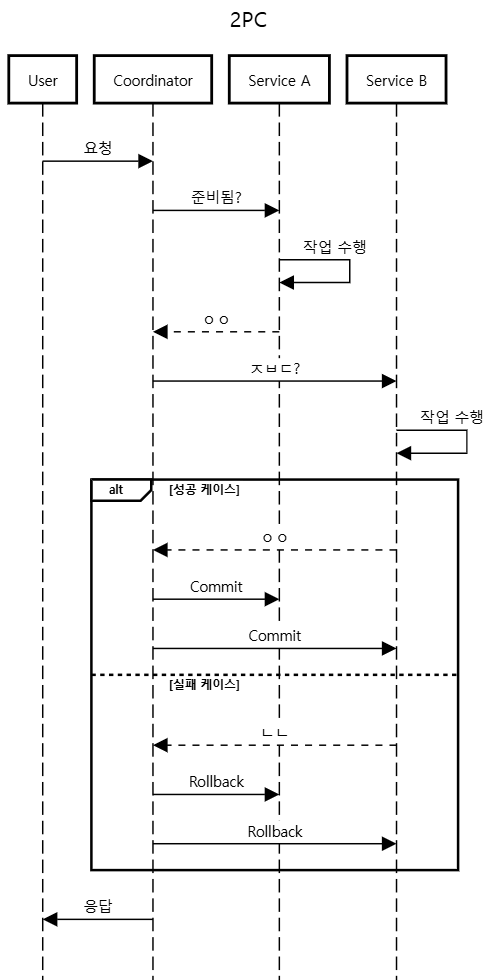 2PC
User
Coordinator
Service A
Service B
요청
준비됨?
작업 수행
ㅇㅇ
ㅈㅂㄷ?
작업 수행
alt
[성공 케이스]
ㅇㅇ
Commit
Commit
[실패 케이스]
ㄴㄴ
Rollback
Rollback
응답